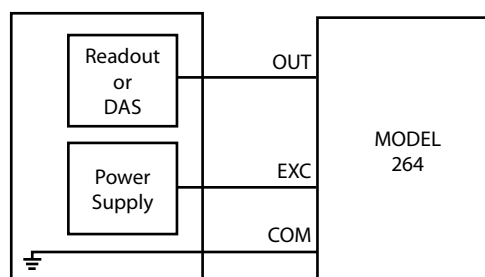 Readout
or
DAS
OUT
Power
Supply
EXC
COM
MODEL
264